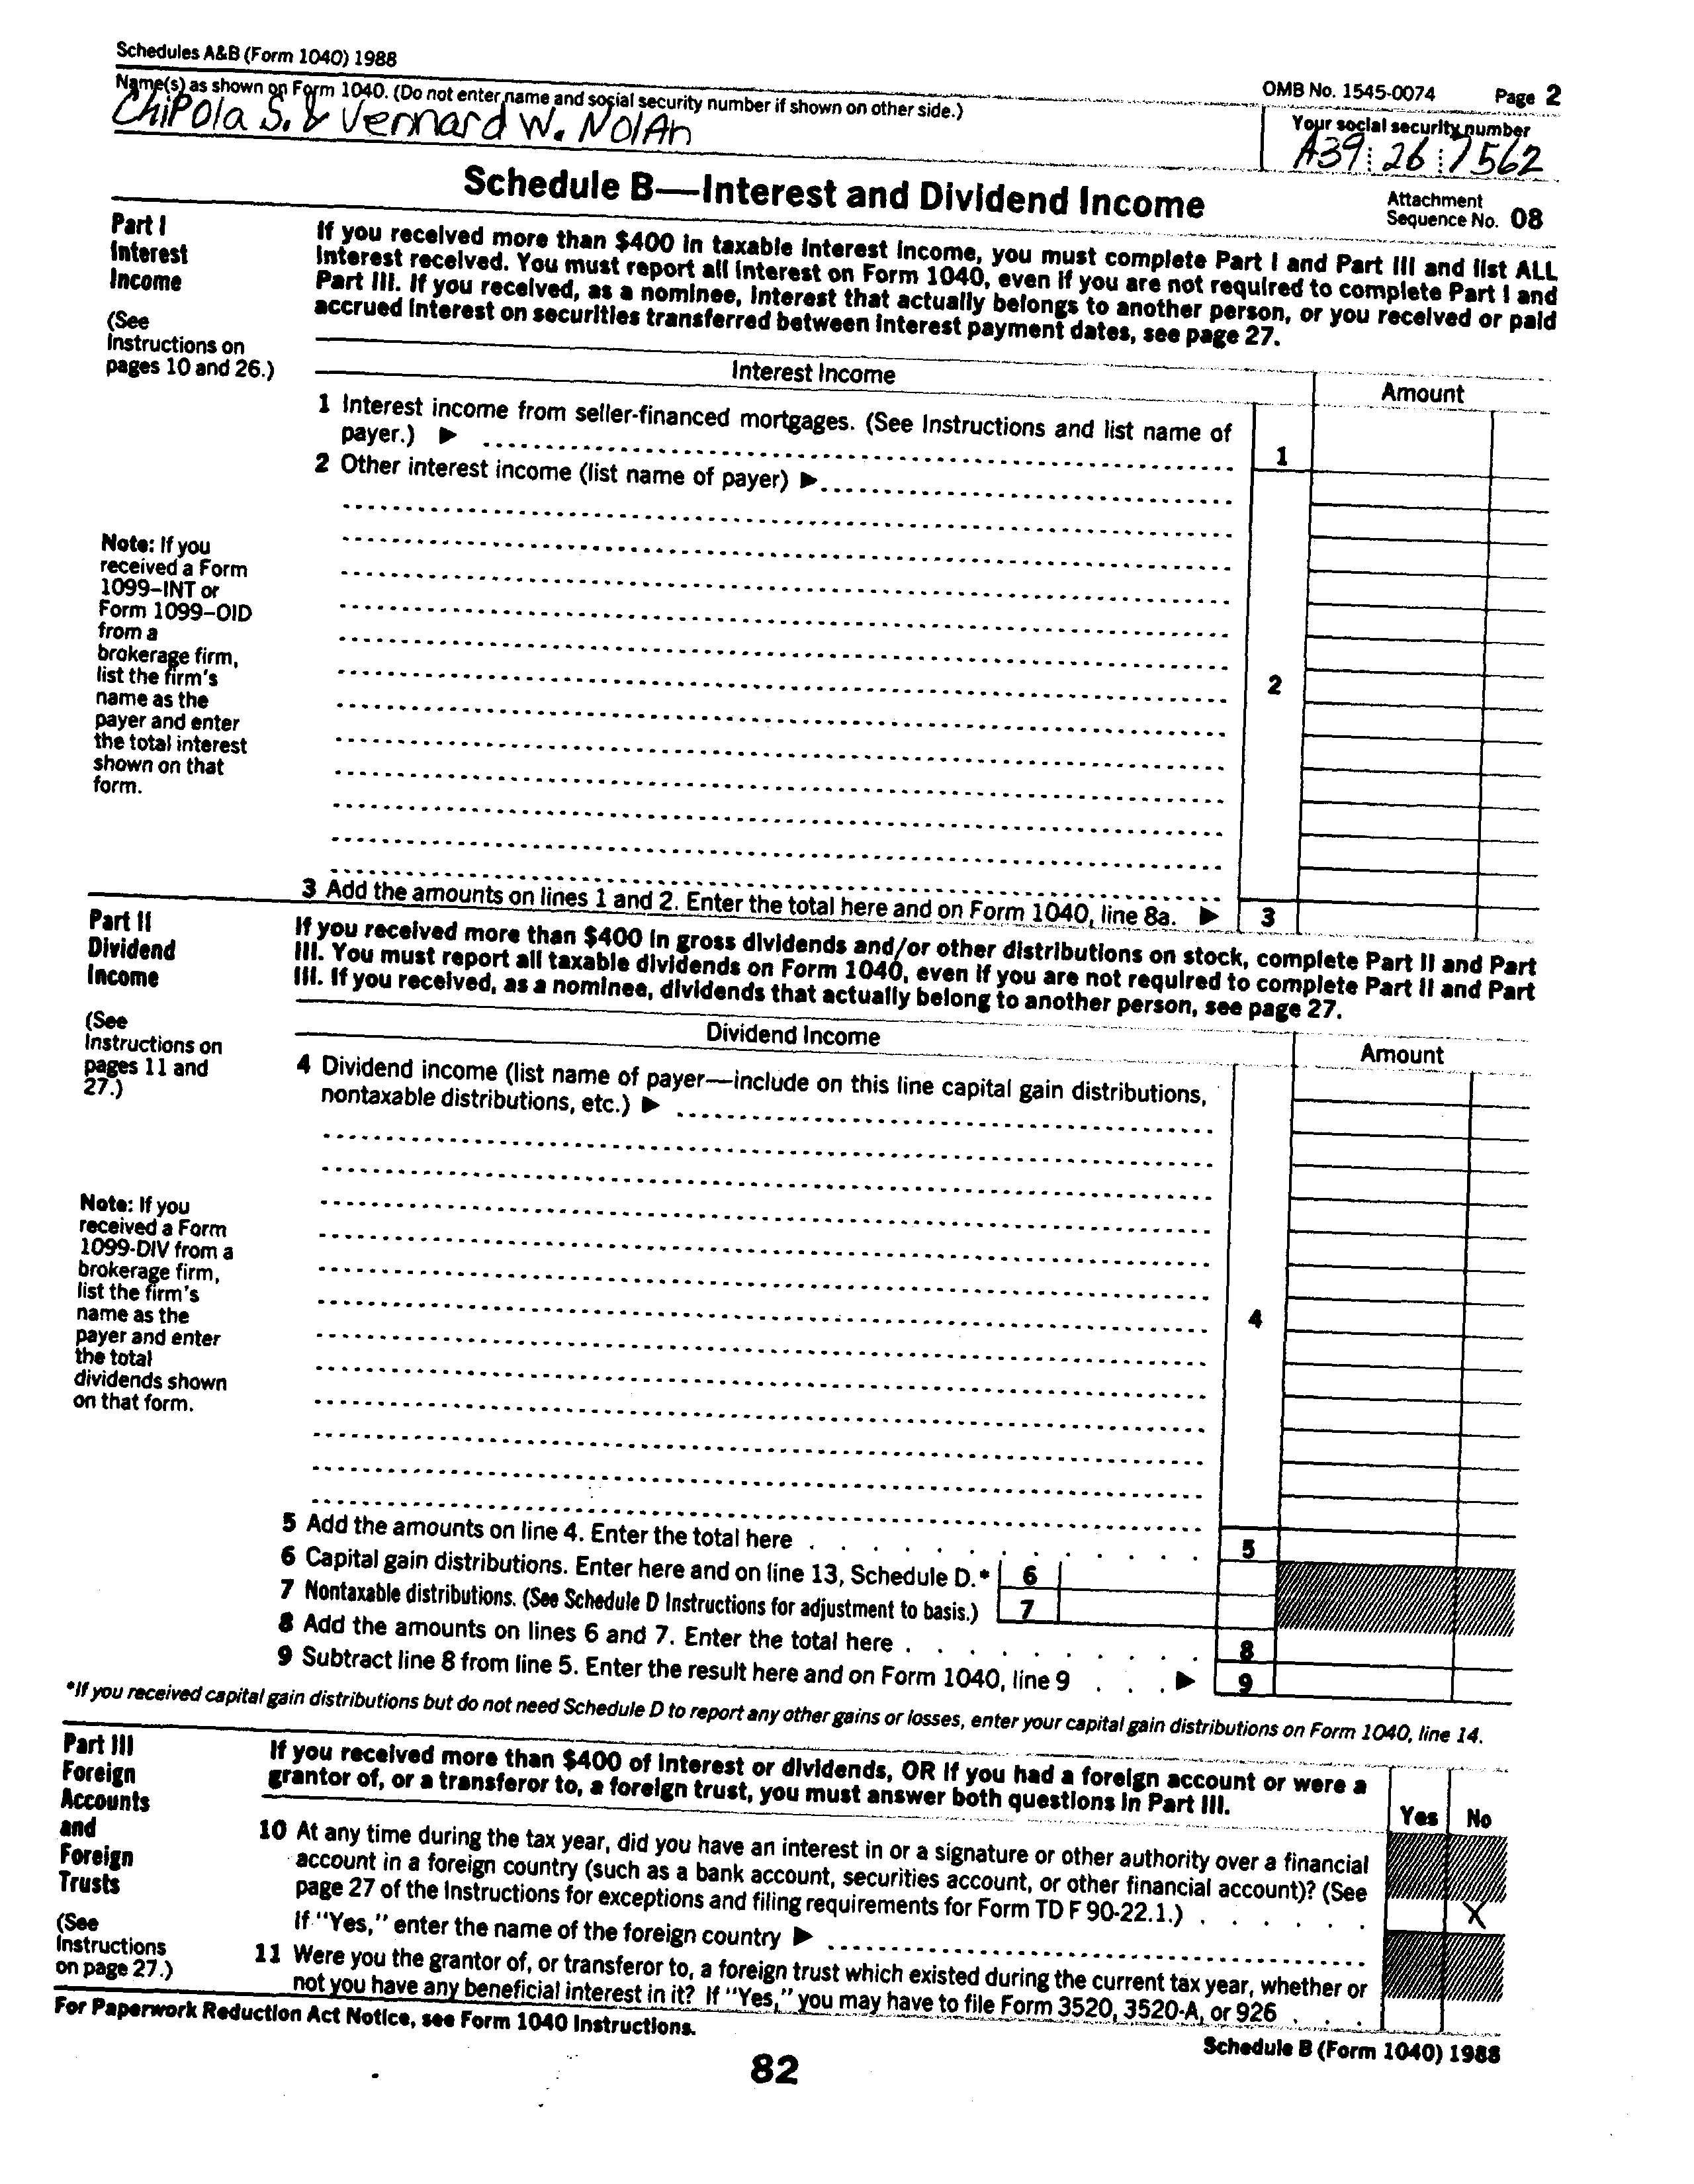 Schedules A&B (Form 1040) 1988
OMB No. 1545-0074 Page 2
Name(s) as shown on Form 1040. (Do not enter name and social security number if shown on other side.)
Your social security number
ChiPola S. & Vennard W. NolAn
A39 26 7562
Schedule B—Interest and Dividend Income
Attachment
Sequence No. 08
Part I
Interest
Income
(See
Instructions on
pages 10 and 26.)
If you received more than $400 in taxable interest income, you must complete Part I and Part III and list ALL
interest received. You must report all interest on Form 1040, even if you are not required to complete Part I and
Part III. If you received, as a nominee, interest that actually belongs to another person, or you received or paid
accrued interest on securities transferred between interest payment dates, see page 27.
Interest Income
Amount
1 Interest income from seller-financed mortgages. (See Instructions and list name of
payer.) ▶
1
2 Other interest income (list name of payer) ▶
Note: If you
received a Form
1099–INT or
Form 1099–OID
from a
brokerage firm,
list the firm's
name as the
payer and enter
the total interest
shown on that
form.
2
3 Add the amounts on lines 1 and 2. Enter the total here and on Form 1040, line 8a. ▶
3
Part II
Dividend
Income
(See
Instructions on
pages 11 and
27.)
If you received more than $400 in gross dividends and/or other distributions on stock, complete Part II and Part
III. You must report all taxable dividends on Form 1040, even if you are not required to complete Part II and Part
III. If you received, as a nominee, dividends that actually belong to another person, see page 27.
Dividend Income
Amount
4 Dividend income (list name of payer—include on this line capital gain distributions,
nontaxable distributions, etc.) ▶
Note: If you
received a Form
1099-DIV from a
brokerage firm,
list the firm's
name as the
payer and enter
the total
dividends shown
on that form.
4
5 Add the amounts on line 4. Enter the total here
5
6 Capital gain distributions. Enter here and on line 13, Schedule D.* 6
7 Nontaxable distributions. (See Schedule D Instructions for adjustment to basis.) 7
8 Add the amounts on lines 6 and 7. Enter the total here
8
9 Subtract line 8 from line 5. Enter the result here and on Form 1040, line 9 ▶
9
*If you received capital gain distributions but do not need Schedule D to report any other gains or losses, enter your capital gain distributions on Form 1040, line 14.
Part III
Foreign
Accounts
and
Foreign
Trusts
(See
Instructions
on page 27.)
If you received more than $400 of interest or dividends, OR if you had a foreign account or were a
grantor of, or a transferor to, a foreign trust, you must answer both questions in Part III.
Yes No
10 At any time during the tax year, did you have an interest in or a signature or other authority over a financial
account in a foreign country (such as a bank account, securities account, or other financial account)? (See
page 27 of the Instructions for exceptions and filing requirements for Form TD F 90-22.1.)
X
If "Yes," enter the name of the foreign country ▶
11 Were you the grantor of, or transferor to, a foreign trust which existed during the current tax year, whether or
not you have any beneficial interest in it? If "Yes," you may have to file Form 3520, 3520-A, or 926
For Paperwork Reduction Act Notice, see Form 1040 Instructions.
Schedule B (Form 1040) 1988
82